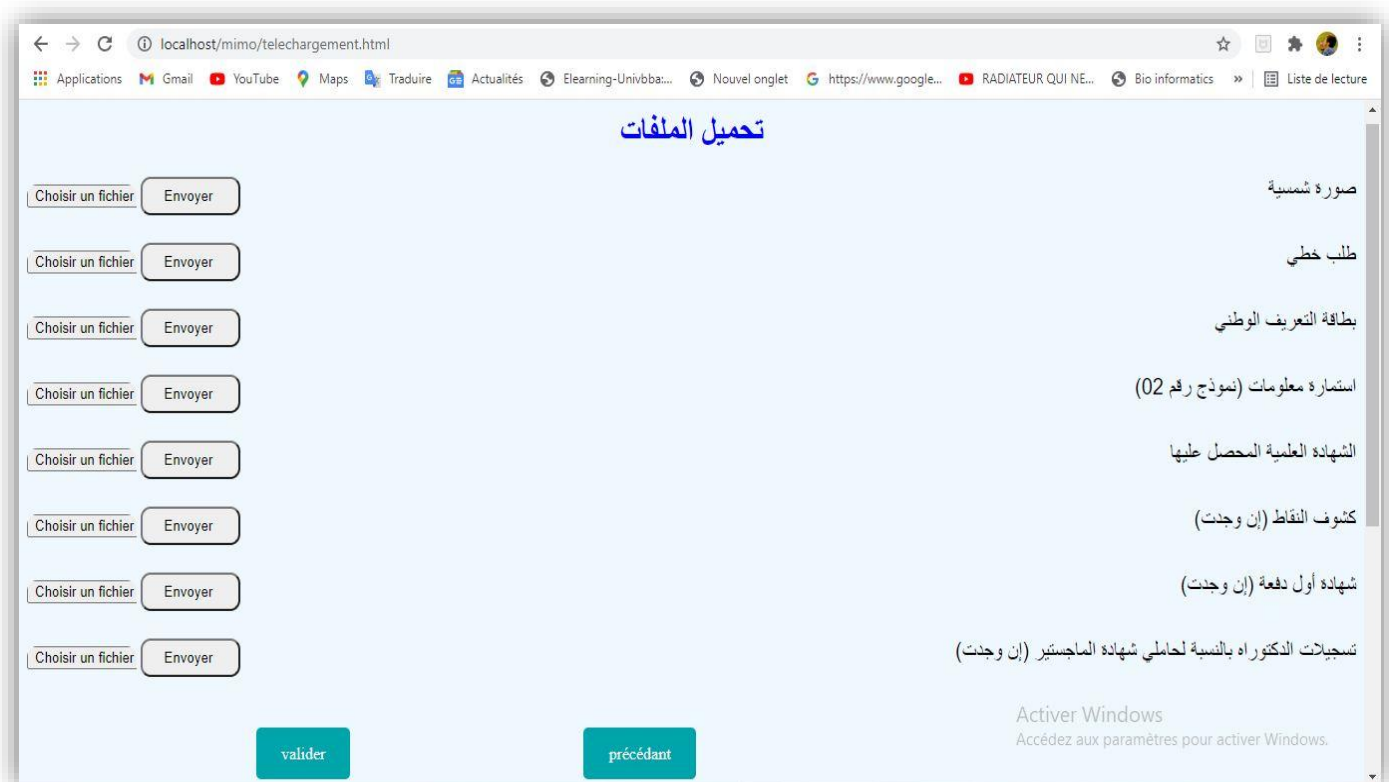 localhost/mimo/telechargement.html
Applications Gmail YouTube Maps Traduire Actualités Elearning-Univbba:... Nouvel onglet https://www.google... RADIATEUR QUI NE... Bio informatics » Liste de lecture
تحميل الملفات
صورة شمسية
Choisir un fichier Envoyer
طلب خطي
Choisir un fichier Envoyer
بطاقة التعريف الوطني
Choisir un fichier Envoyer
استمارة معلومات (نموذج رقم 02)
Choisir un fichier Envoyer
الشهادة العلمية المحصل عليها
Choisir un fichier Envoyer
كشوف النقاط (إن وجدت)
Choisir un fichier Envoyer
شهادة أول دفعة (إن وجدت)
Choisir un fichier Envoyer
تسجيلات الدكتوراه بالنسبة لحاملي شهادة الماجستير (إن وجدت)
Choisir un fichier Envoyer
valider précédant
Activer Windows
Accédez aux paramètres pour activer Windows.